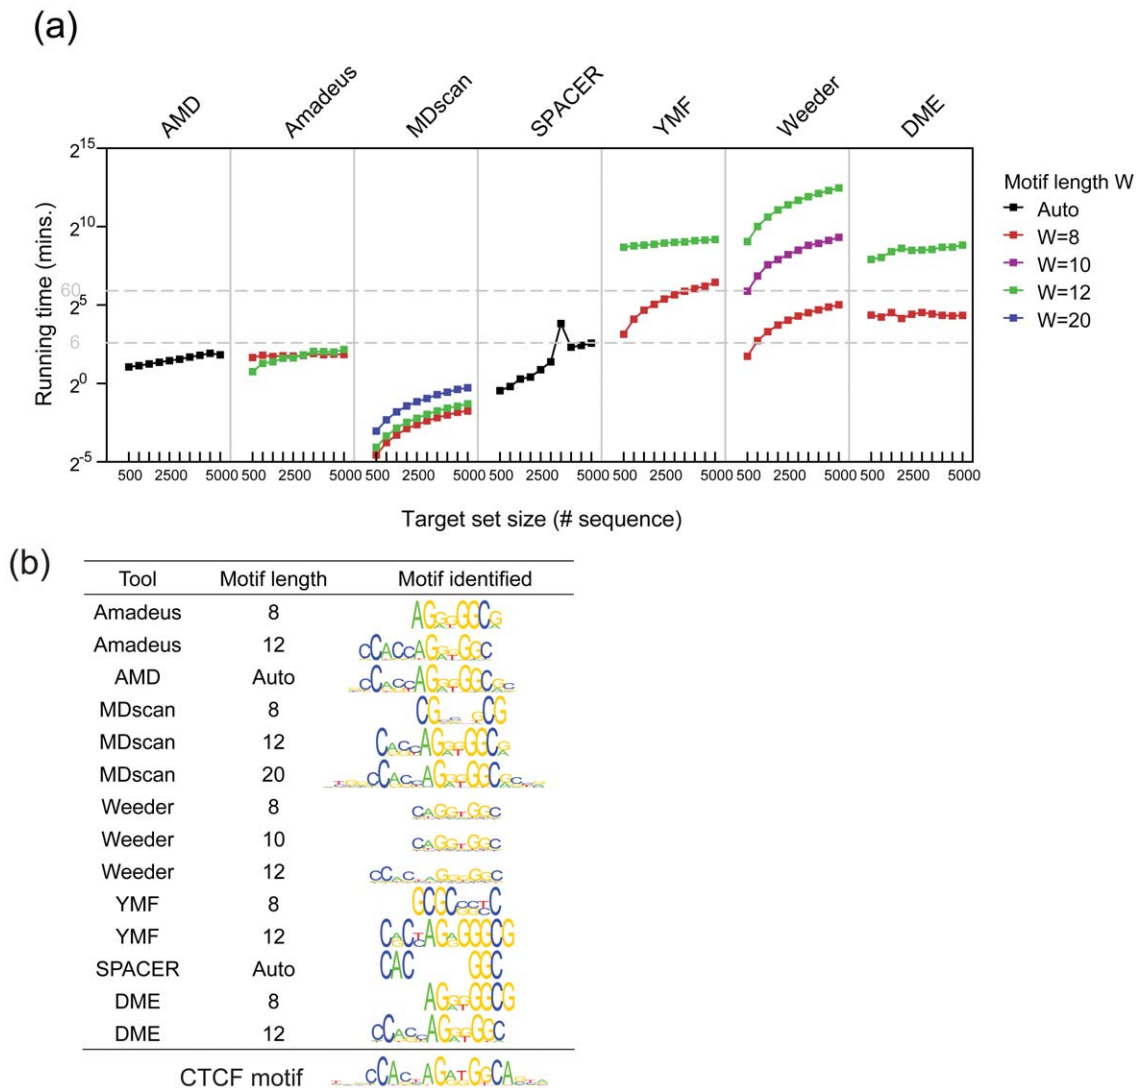 (a)
AMD
Amadeus
MDscan
SPACER
YMF
Weeder
DME
2^15
2^10
60
2^5
6
2^0
2^-5
Running time (mins.)
500 2500 5000 500 2500 5000 500 2500 5000 500 2500 5000 500 2500 5000 500 2500 5000 500 2500 5000
Target set size (# sequence)
Motif length W
Auto
W=8
W=10
W=12
W=20
(b)
Tool Motif length Motif identified
Amadeus 8
Amadeus 12
AMD Auto
MDscan 8
MDscan 12
MDscan 20
Weeder 8 CAGGTGGC
Weeder 10 CAGGTGGC
Weeder 12
YMF 8
YMF 12
SPACER Auto CAC GGC
DME 8
DME 12
CTCF motif